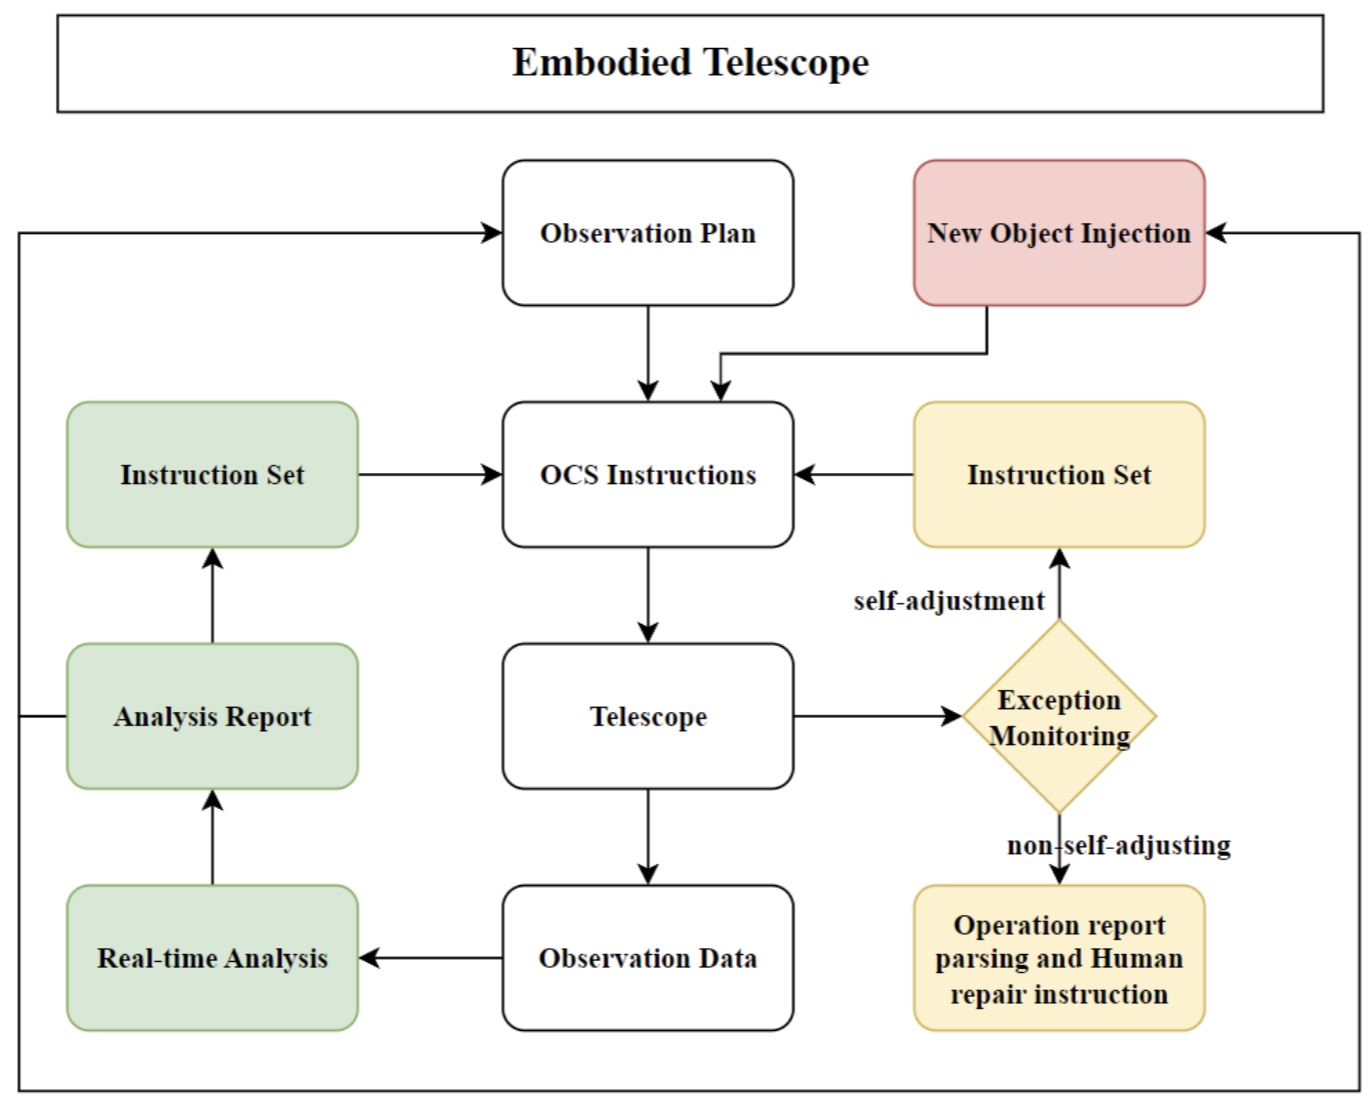 Embodied Telescope
Observation Plan
New Object Injection
Instruction Set
OCS Instructions
Instruction Set
self-adjustment
Analysis Report
Telescope
Exception
Monitoring
non-self-adjusting
Real-time Analysis
Observation Data
Operation report
parsing and Human
repair instruction